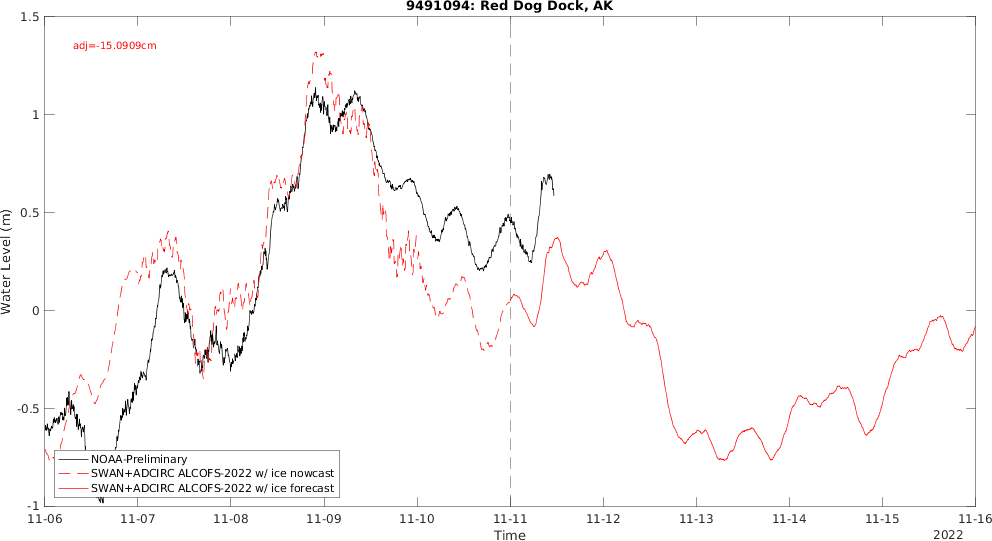 9491094: Red Dog Dock, AK
adj=-15.0909cm
Water Level (m)
1.5
1
0.5
0
-0.5
-1
NOAA-Preliminary
SWAN+ADCIRC ALCOFS-2022 w/ ice nowcast
SWAN+ADCIRC ALCOFS-2022 w/ ice forecast
11-06 11-07 11-08 11-09 11-10 11-11 11-12 11-13 11-14 11-15 11-16
Time
2022